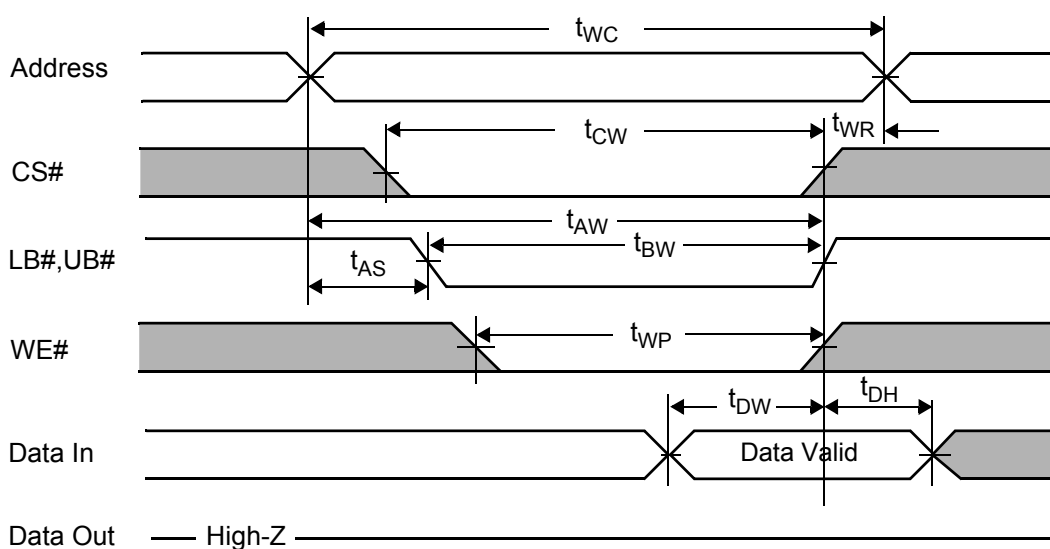 tWC
Address
tCW
tWR
CS#
tAW
tBW
LB#,UB#
tAS
tWP
WE#
tDW
tDH
Data In
Data Valid
Data Out
High-Z